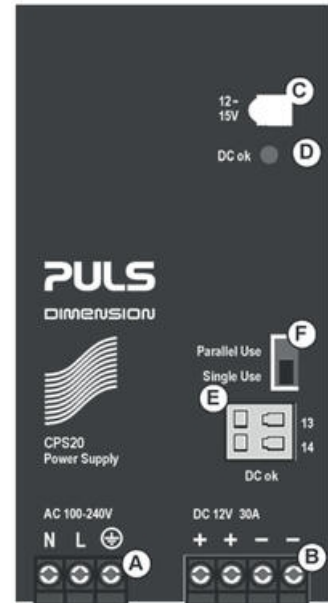 C
12-
15V
DC ok D
PULS
DIMENSION
F
Parallel Use
Single Use
E
13
14
CPS20
Power Supply
DC ok
AC 100-240V
DC 12V 30A
N L
A
+ + - -
B